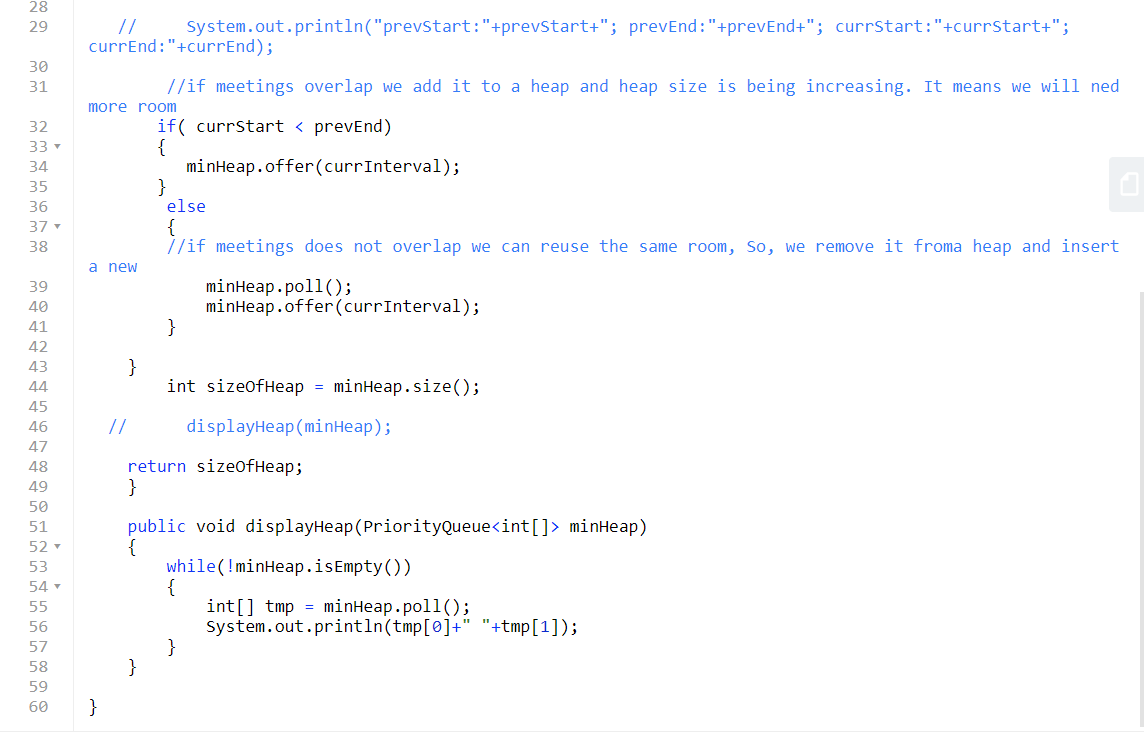 28
29 //      System.out.println("prevStart:"+prevStart+"; prevEnd:"+prevEnd+"; currStart:"+currStart+";
currEnd:"+currEnd);
30
31 //if meetings overlap we add it to a heap and heap size is being increasing. It means we will ned
more room
32 if( currStart < prevEnd)
33 {
34 minHeap.offer(currInterval);
35 }
36 else
37 {
38 //if meetings does not overlap we can reuse the same room, So, we remove it froma heap and insert
a new
39 minHeap.poll();
40 minHeap.offer(currInterval);
41 }
42
43 }
44 int sizeOfHeap = minHeap.size();
45
46 //      displayHeap(minHeap);
47
48 return sizeOfHeap;
49 }
50
51 public void displayHeap(PriorityQueue<int[]> minHeap)
52 {
53 while(!minHeap.isEmpty())
54 {
55 int[] tmp = minHeap.poll();
56 System.out.println(tmp[0]+" "+tmp[1]);
57 }
58 }
59
60 }